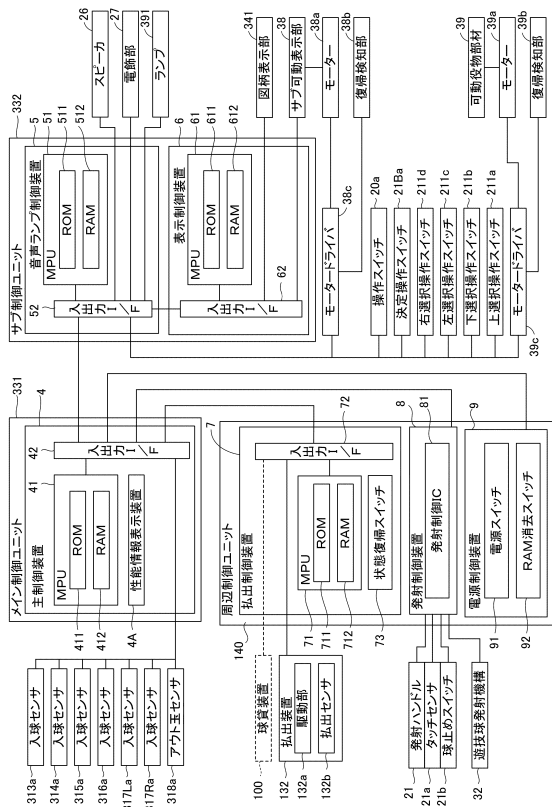 331
メイン制御ユニット
4
主制御装置
41
42
MPU
ROM
RAM
入出力 I/F
411
412
性能情報表示装置
4A
313a
入球センサ
314a
入球センサ
315a
入球センサ
316a
入球センサ
317La
入球センサ
317Ra
入球センサ
318a
アウト玉センサ
332
サブ制御ユニット
5
音声ランプ制御装置
51
52
MPU
ROM
511
RAM
512
入出力 I/F
6
表示制御装置
61
MPU
ROM
611
RAM
612
入出力 I/F
62
スピーカ
26
電飾部
27
ランプ
391
図柄表示部
341
サブ可動表示部
38
モーター
38a
復帰検知部
38b
モータードライバ
38c
操作スイッチ
20a
決定操作スイッチ
21Ba
右選択操作スイッチ
211d
左選択操作スイッチ
211c
下選択操作スイッチ
211b
上選択操作スイッチ
211a
モータードライバ
39c
可動役物部材
39
モーター
39a
復帰検知部
39b
周辺制御ユニット
140
7
払出制御装置
72
入出力 I/F
MPU
71
ROM
711
RAM
712
状態復帰スイッチ
73
球貸装置
100
払出装置
132
駆動部
132a
払出センサ
132b
8
発射制御装置
81
発射制御IC
発射ハンドル
21
タッチセンサ
21a
球止めスイッチ
21b
遊技球発射機構
32
9
電源制御装置
電源スイッチ
91
RAM消去スイッチ
92